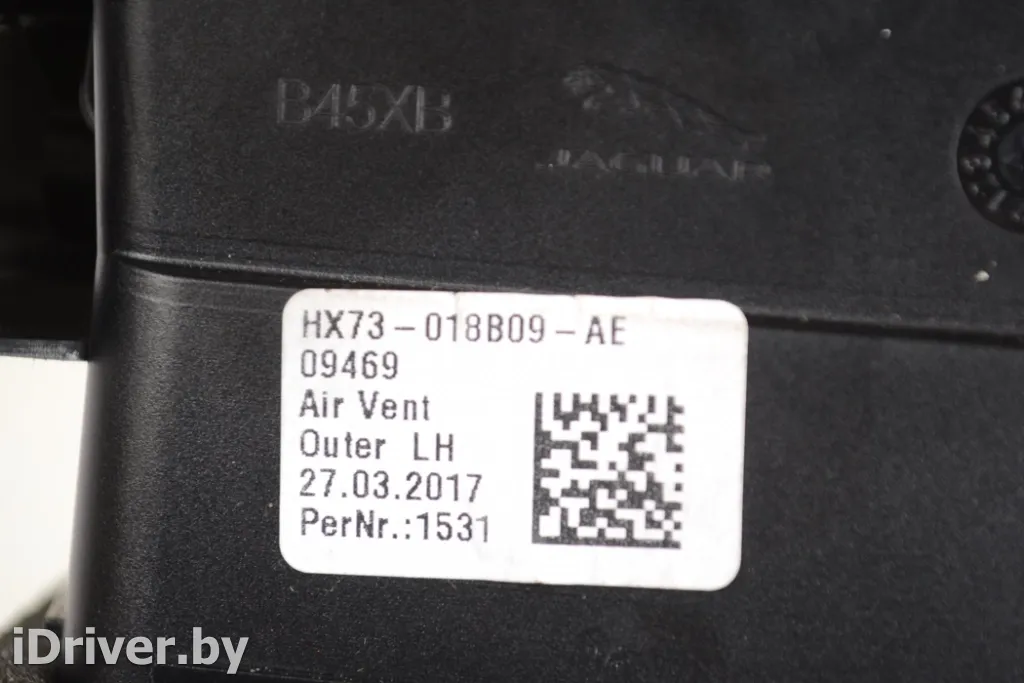 B45XB
JAGUAR
HX73-018B09-AE
09469
Air Vent
Outer LH
27.03.2017
PerNr.:1531
iDriver.by